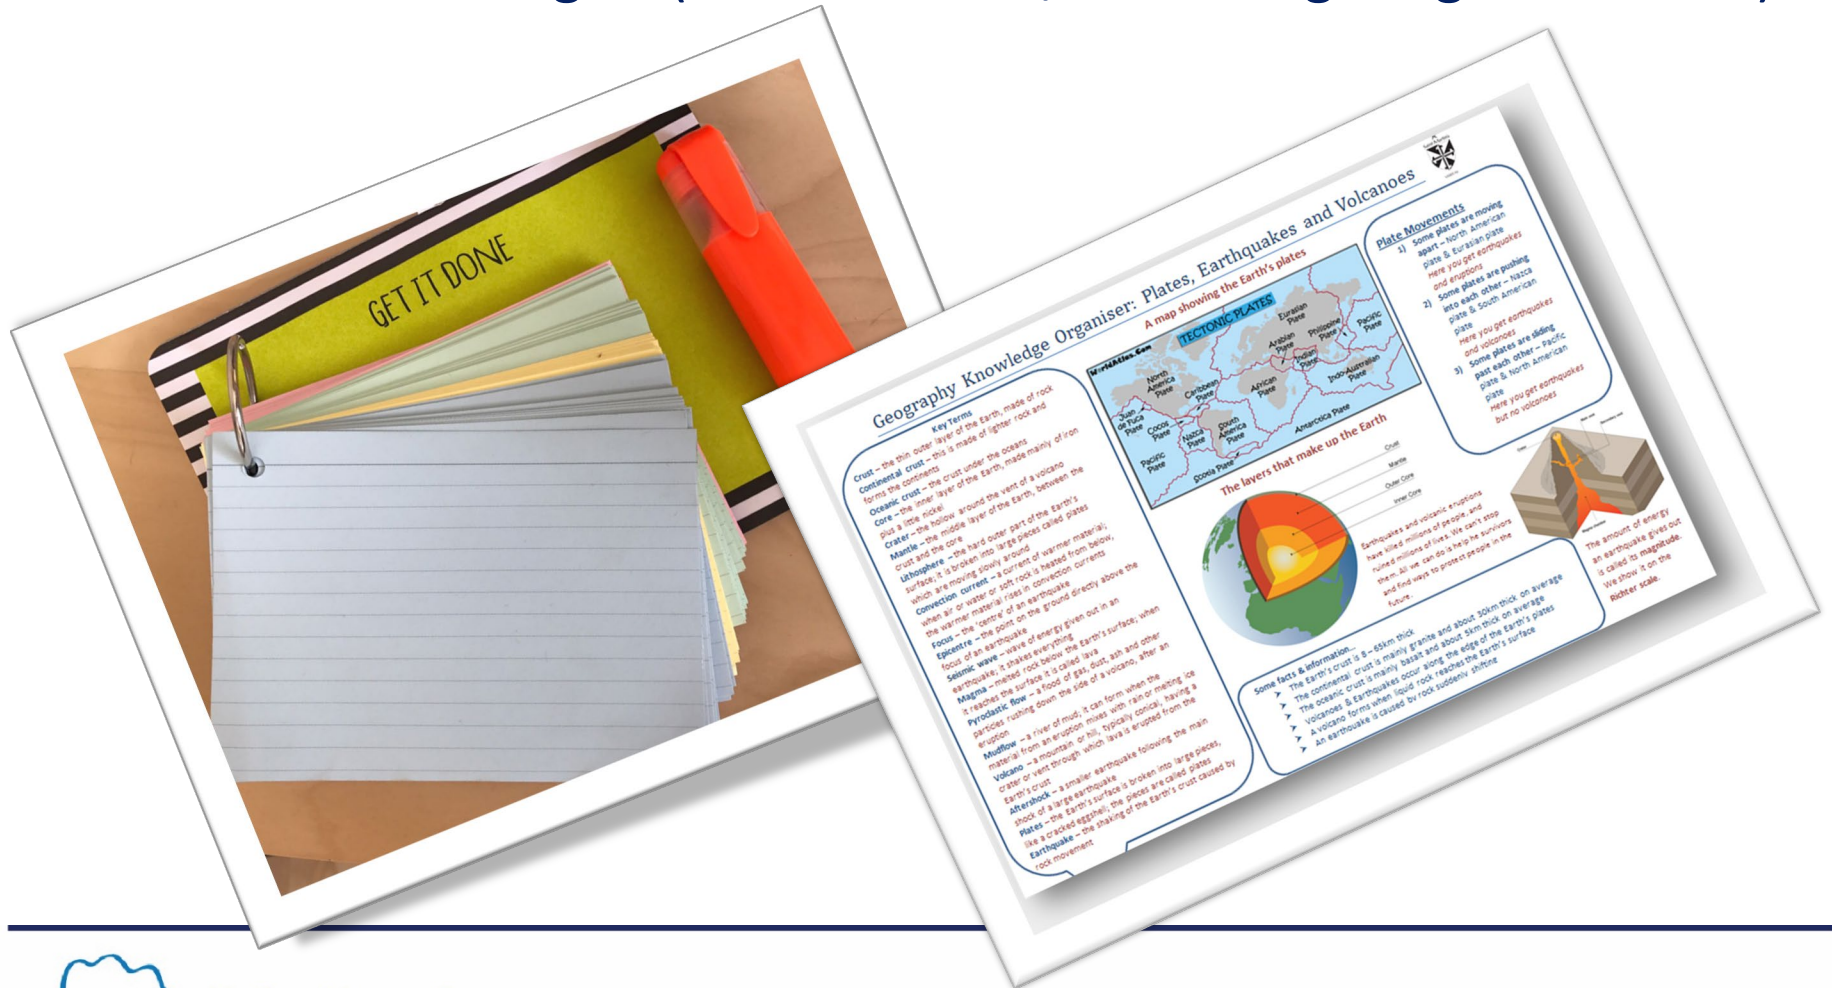 GET IT DONE
Geography Knowledge Organiser: Plates, Earthquakes and Volcanoes
Key Terms
Crust – the thin outer layer of the Earth, made of rock
Continental crust – this is made of lighter rock and
forms the continents
Oceanic crust – the crust under the oceans
Core – the inner layer of the Earth, made mainly of iron
plus a little nickel
Crater – the hollow around the vent of a volcano
Mantle – the middle layer of the Earth, between the
crust and the core
Lithosphere – the hard outer part of the Earth's
surface; it is broken into large pieces called plates
which are moving slowly around
Convection current – a current of warmer material;
when air or water or soft rock is heated from below,
the warmer material rises in convection currents
Focus – the 'centre' of an earthquake
Epicentre – the point on the ground directly above the
focus of an earthquake
Seismic wave – wave of energy given out in an
earthquake; it shakes everything
Magma – melted rock below the Earth's surface; when
it reaches the surface it is called lava
Pyroclastic flow – a flood of gas, dust, ash and other
particles rushing down the side of a volcano, after an
eruption
Mudflow – a river of mud; it can form when the
material from an eruption mixes with rain or melting ice
Volcano – a mountain or hill, typically conical, having a
crater or vent through which lava is erupted from the
Earth's crust
Aftershock – a smaller earthquake following the main
shock of a large earthquake
Plates – the Earth's surface is broken into large pieces,
like a cracked eggshell; the pieces are called plates
Earthquake – the shaking of the Earth's crust caused by
rock movement
A map showing the Earth's plates
WorldAtlas.Com
TECTONIC PLATES
North
America
Plate
Eurasian
Plate
Juan
de Fuca
Plate
Caribbean
Plate
Arabian
Plate
Philippine
Plate
Pacific
Plate
Cocos
Plate
African
Plate
Indian
Plate
Indo-Australian
Plate
Pacific
Plate
Nazca
Plate
South
America
Plate
Antarctica Plate
Scotia Plate
The layers that make up the Earth
Crust
Mantle
Outer Core
Inner Core
Earthquakes and volcanic eruptions
have killed millions of people, and
ruined millions of lives. We can't stop
them. All we can do is help he survivors
and find ways to protect people in the
future.
Plate Movements
1) Some plates are moving
apart – North American
plate & Eurasian plate
Here you get earthquakes
and eruptions
2) Some plates are pushing
into each other – Nazca
plate & South American
plate
Here you get earthquakes
and volcanoes
3) Some plates are sliding
past each other – Pacific
plate & North American
plate
Here you get earthquakes
but no volcanoes
The amount of energy
an earthquake gives out
is called its magnitude.
We show it on the
Richter scale.
Some facts & information...
➤ The Earth's crust is 8 – 65km thick
➤ The continental crust is mainly granite and about 30km thick on average
➤ The oceanic crust is mainly basalt and about 5km thick on average
➤ Volcanoes & Earthquakes occur along the edge of the Earth's plates
➤ A volcano forms when liquid rock reaches the Earth's surface
➤ An earthquake is caused by rock suddenly shifting